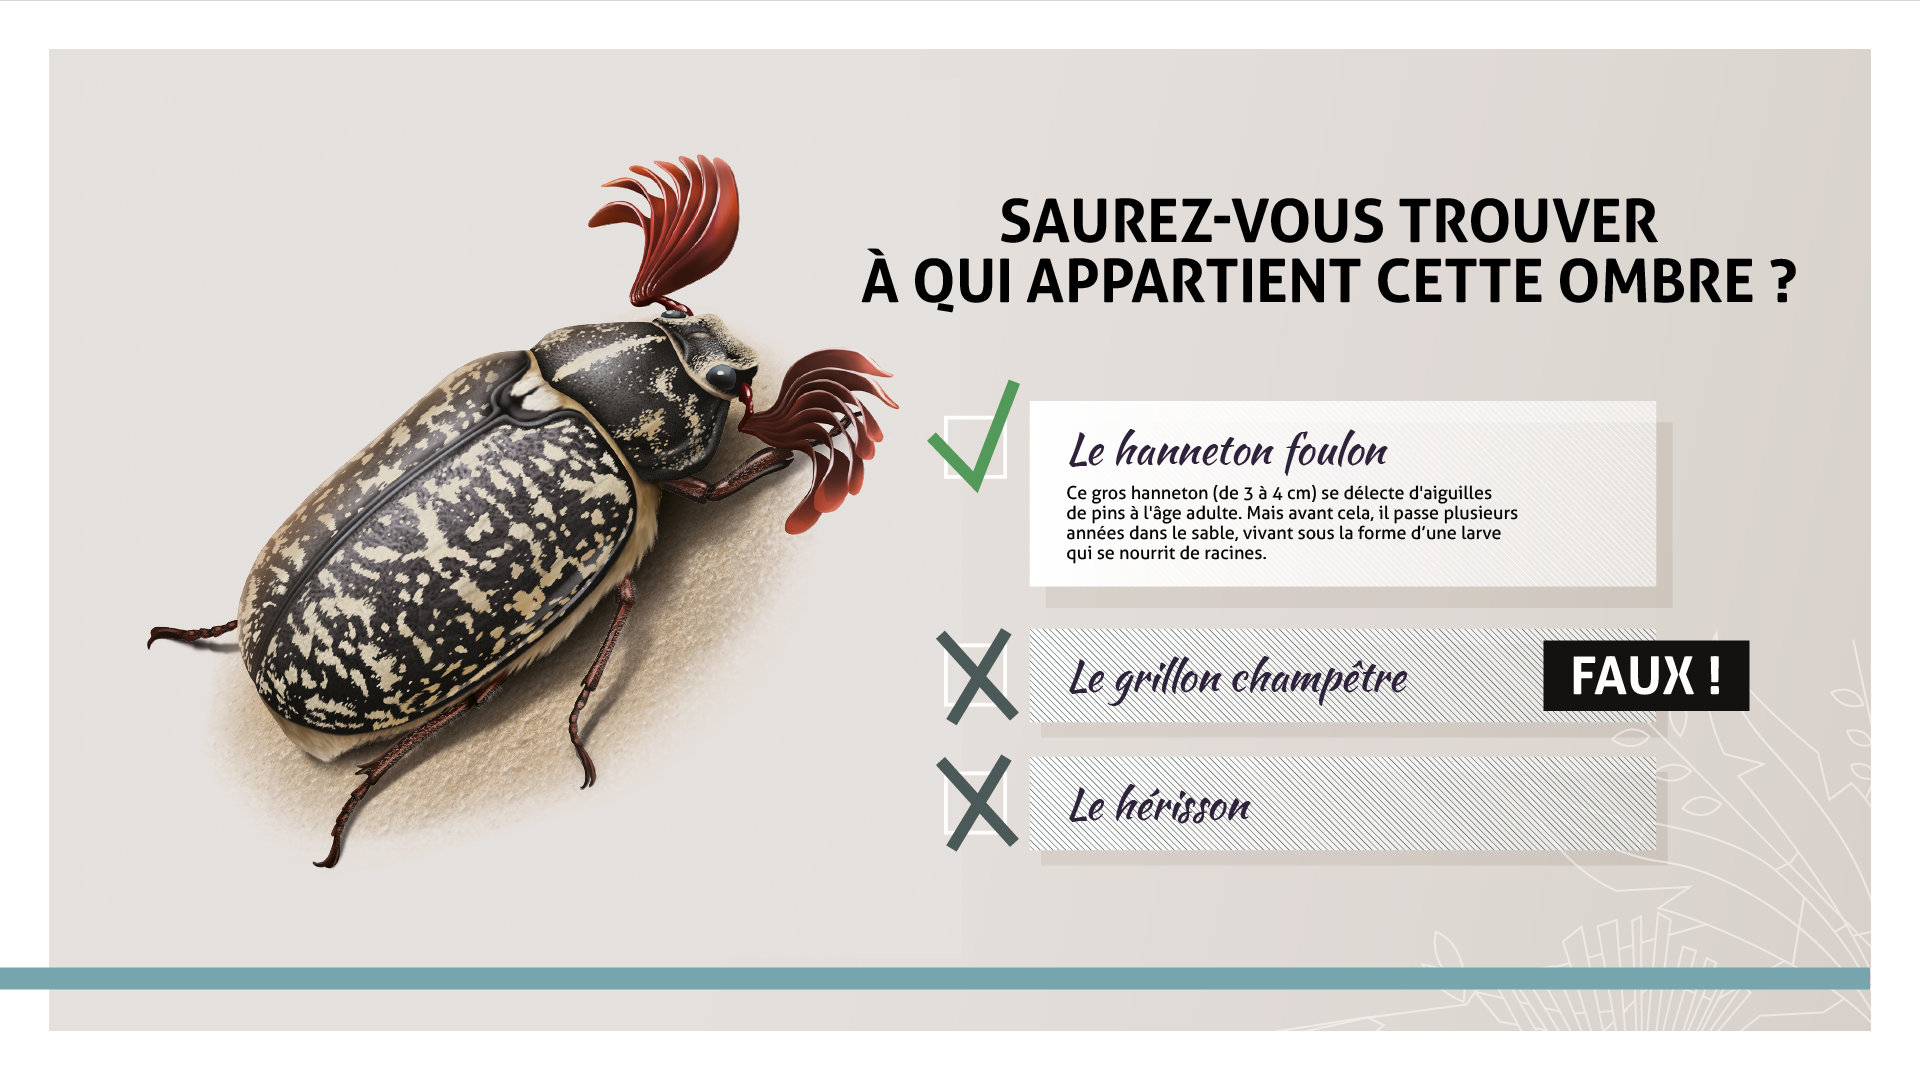 SAUREZ-VOUS TROUVER
À QUI APPARTIENT CETTE OMBRE ?
Le hanneton foulon
Ce gros hanneton (de 3 à 4 cm) se délecte d'aiguilles
de pins à l'âge adulte. Mais avant cela, il passe plusieurs
années dans le sable, vivant sous la forme d’une larve
qui se nourrit de racines.
Le grillon champêtre
FAUX !
Le hérisson